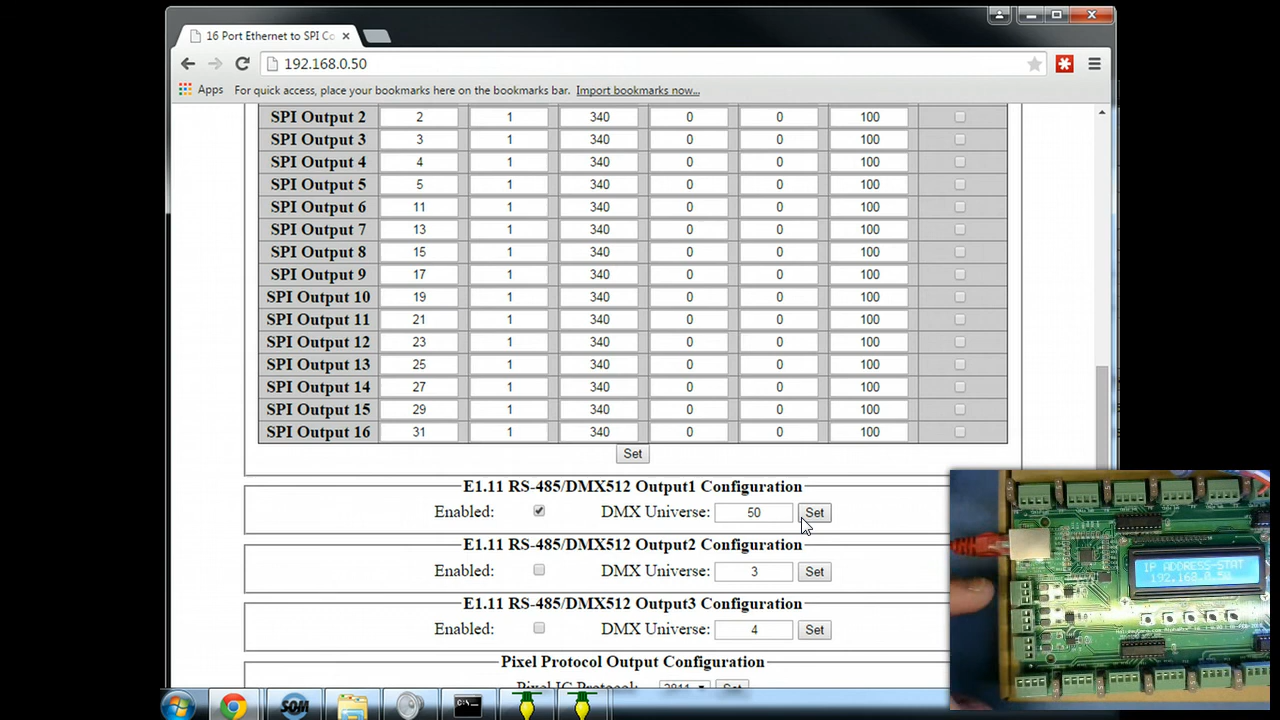 16 Port Ethernet to SPI Co
192.168.0.50
Apps For quick access, place your bookmarks here on the bookmarks bar. Import bookmarks now...
SPI Output 2 2 1 340 0 0 100
SPI Output 3 3 1 340 0 0 100
SPI Output 4 4 1 340 0 0 100
SPI Output 5 5 1 340 0 0 100
SPI Output 6 11 1 340 0 0 100
SPI Output 7 13 1 340 0 0 100
SPI Output 8 15 1 340 0 0 100
SPI Output 9 17 1 340 0 0 100
SPI Output 10 19 1 340 0 0 100
SPI Output 11 21 1 340 0 0 100
SPI Output 12 23 1 340 0 0 100
SPI Output 13 25 1 340 0 0 100
SPI Output 14 27 1 340 0 0 100
SPI Output 15 29 1 340 0 0 100
SPI Output 16 31 1 340 0 0 100
Set
E1.11 RS-485/DMX512 Output1 Configuration
Enabled: DMX Universe: 50 Set
E1.11 RS-485/DMX512 Output2 Configuration
Enabled: DMX Universe: 3 Set
E1.11 RS-485/DMX512 Output3 Configuration
Enabled: DMX Universe: 4 Set
Pixel Protocol Output Configuration
Pixel IC Protocol: 2811 Set
SOM
C:\
IP ADDRESS-STAT
192.168.0.50